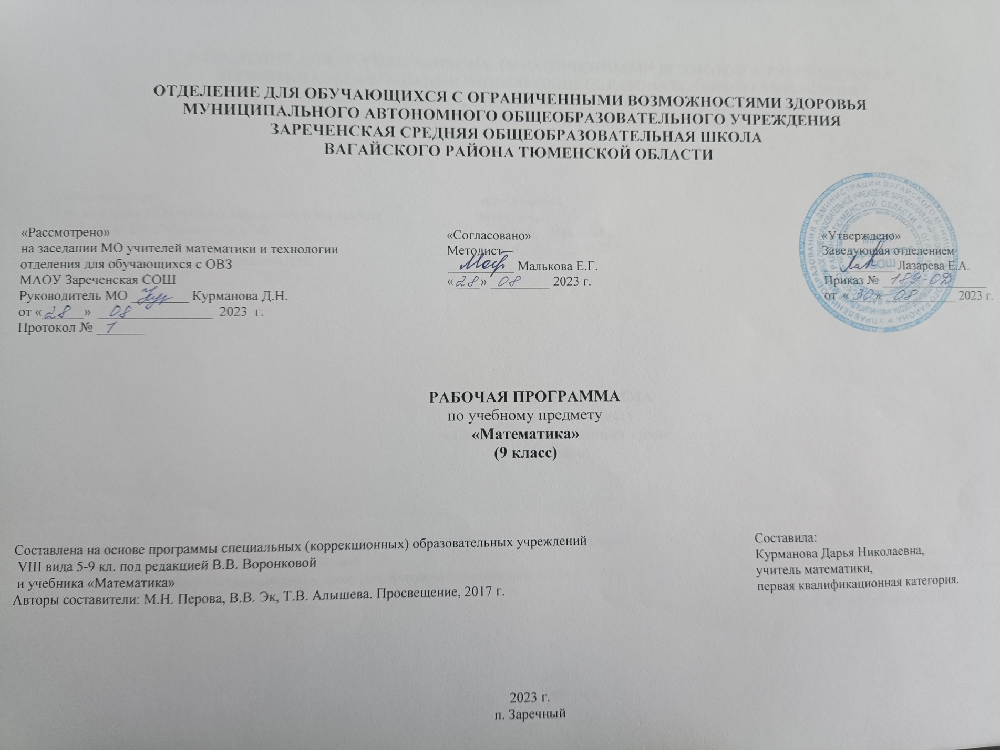 ОТДЕЛЕНИЕ ДЛЯ ОБУЧАЮЩИХСЯ С ОГРАНИЧЕННЫМИ ВОЗМОЖНОСТЯМИ ЗДОРОВЬЯ
МУНИЦИПАЛЬНОГО АВТОНОМНОГО ОБЩЕОБРАЗОВАТЕЛЬНОГО УЧРЕЖДЕНИЯ
ЗАРЕЧЕНСКАЯ СРЕДНЯЯ ОБЩЕОБРАЗОВАТЕЛЬНАЯ ШКОЛА
ВАГАЙСКОГО РАЙОНА ТЮМЕНСКОЙ ОБЛАСТИ
«Рассмотрено»
на заседании МО учителей математики и технологии
отделения для обучающихся с ОВЗ
МАОУ Зареченская СОШ
Руководитель МО ________ Курманова Д.Н.
от «28» 08 2023 г.
Протокол № 1
«Согласовано»
Методист
________ Малькова Е.Г.
«28» 08 2023 г.
«Утверждено»
Заведующая отделением
________ Лазарева Е.А.
Приказ № 189-ОД
от «30» 08 2023 г.
РАБОЧАЯ ПРОГРАММА
по учебному предмету
«Математика»
(9 класс)
Составлена на основе программы специальных (коррекционных) образовательных учреждений
VIII вида 5-9 кл. под редакцией В.В. Воронковой
и учебника «Математика»
Авторы составители: М.Н. Перова, В.В. Эк, Т.В. Алышева. Просвещение, 2017 г.
Составила:
Курманова Дарья Николаевна,
учитель математики,
первая квалификационная категория.
2023 г.
п. Заречный